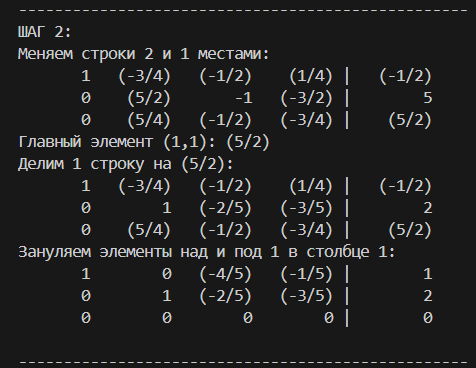 --------------------------------------------------
ШАГ 2:
Меняем строки 2 и 1 местами:
1 (-3/4) (-1/2) (1/4) | (-1/2)
0 (5/2) -1 (-3/2) | 5
0 (5/4) (-1/2) (-3/4) | (5/2)
Главный элемент (1,1): (5/2)
Делим 1 строку на (5/2):
1 (-3/4) (-1/2) (1/4) | (-1/2)
0 1 (-2/5) (-3/5) | 2
0 (5/4) (-1/2) (-3/4) | (5/2)
Зануляем элементы над и под 1 в столбце 1:
1 0 (-4/5) (-1/5) | 1
0 1 (-2/5) (-3/5) | 2
0 0 0 0 | 0
--------------------------------------------------